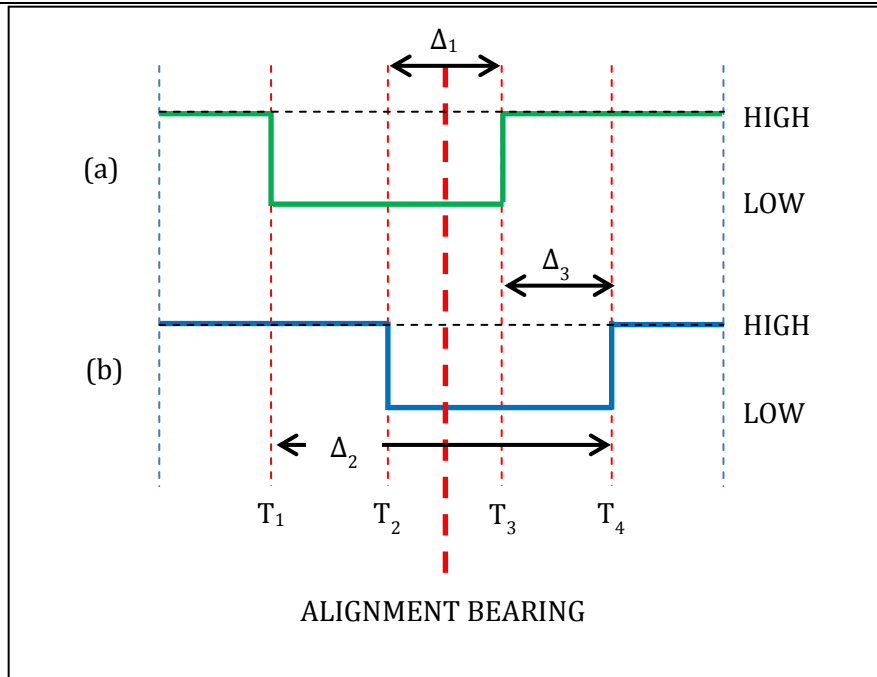 Δ₁
HIGH
(a)
LOW
Δ₃
HIGH
(b)
LOW
Δ₂
T₁ T₂ T₃ T₄
ALIGNMENT BEARING